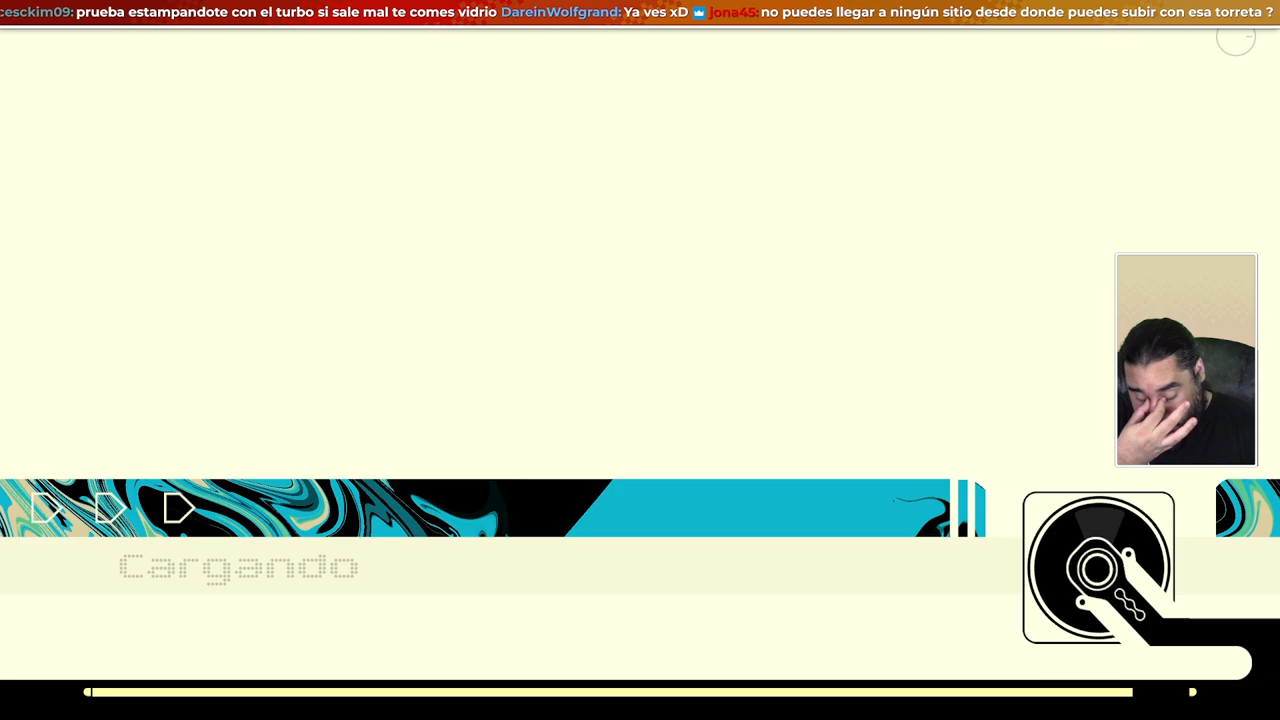 cesckim09: prueba estampandote con el turbo si sale mal te comes vidrio DareinWolfgrand: Ya ves xD jona45: no puedes llegar a ningún sitio desde donde puedes subir con esa torreta ?
Cargando